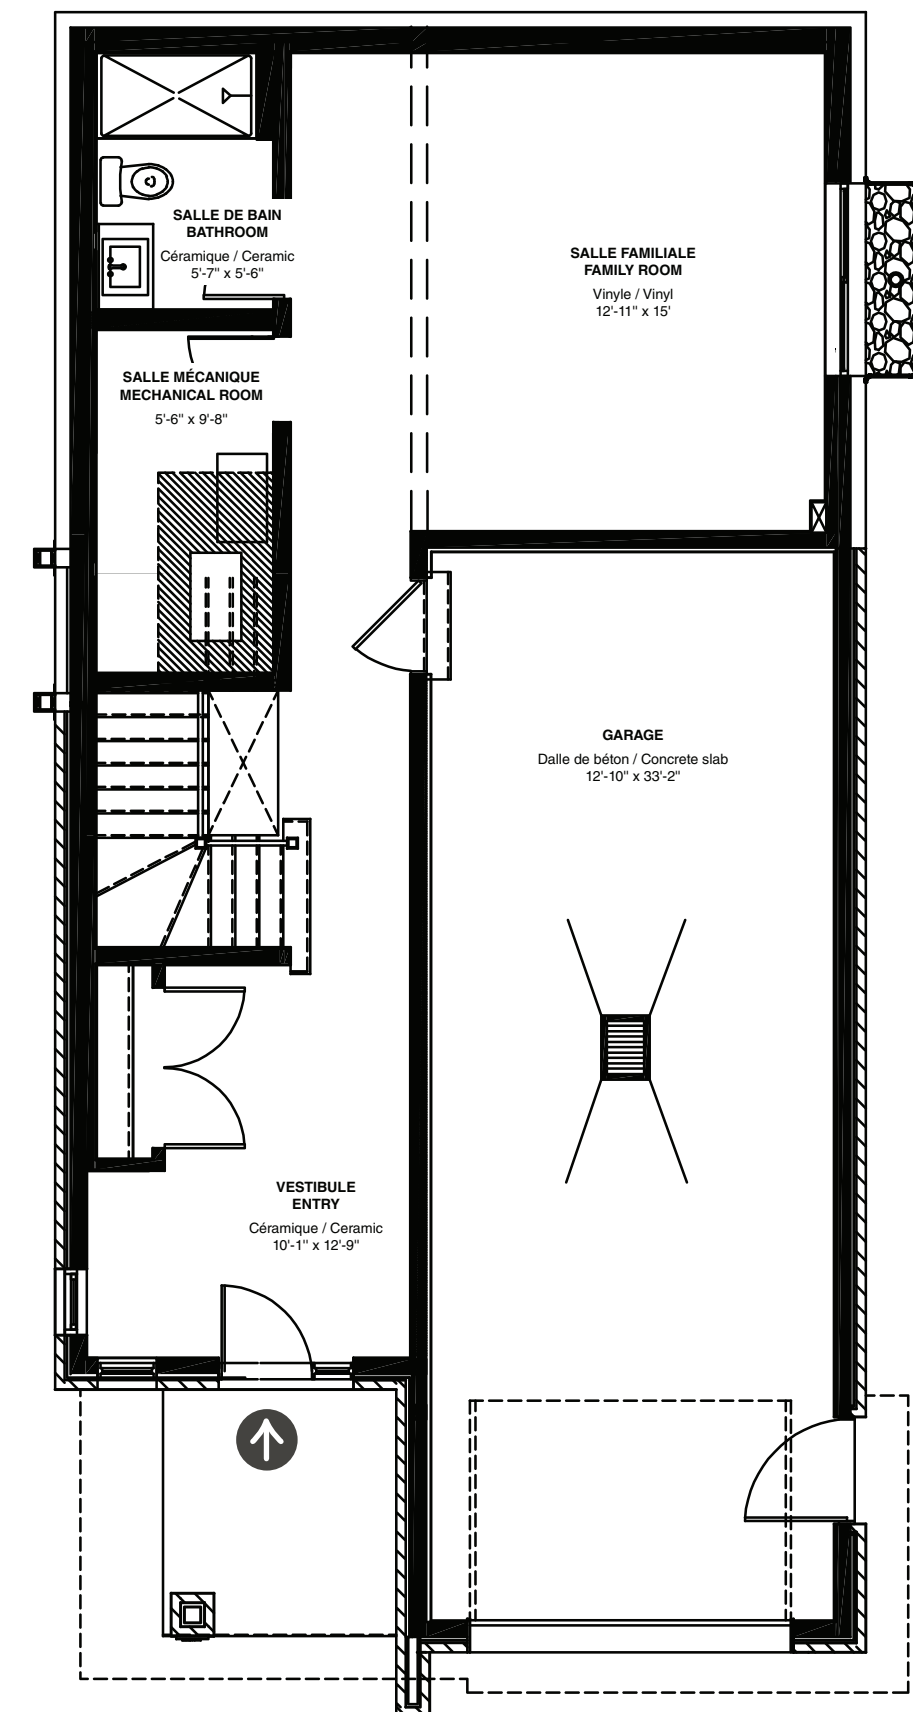 SALLE DE BAIN
BATHROOM
Céramique / Ceramic
5'-7" x 5'-6"
SALLE FAMILIALE
FAMILY ROOM
Vinyle / Vinyl
12'-11" x 15'
SALLE MÉCANIQUE
MECHANICAL ROOM
5'-6" x 9'-8"
GARAGE
Dalle de béton / Concrete slab
12'-10" x 33'-2"
VESTIBULE
ENTRY
Céramique / Ceramic
10'-1" x 12'-9"